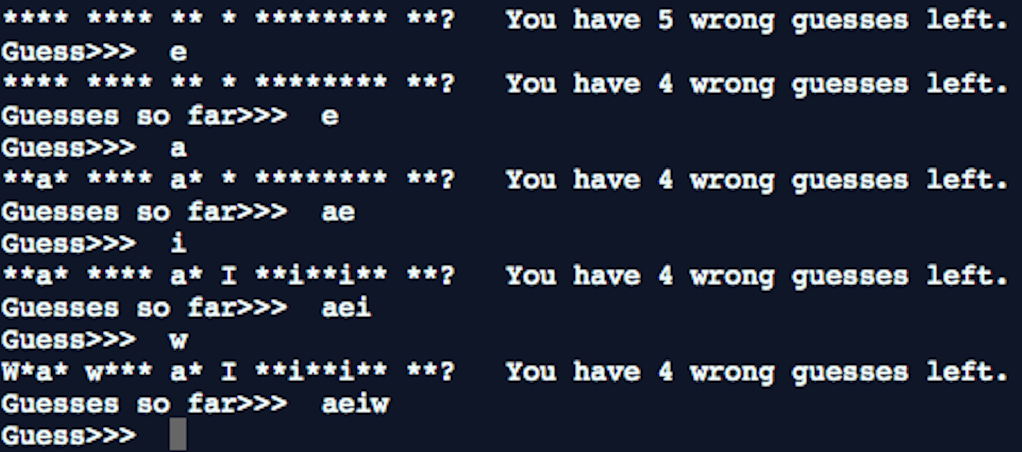 **** **** ** * ******** **?   You have 5 wrong guesses left.
Guess>>>  e
**** **** ** * ******** **?   You have 4 wrong guesses left.
Guesses so far>>>  e
Guess>>>  a
**a* **** a* * ******** **?   You have 4 wrong guesses left.
Guesses so far>>>  ae
Guess>>>  i
**a* **** a* I **i**i** **?   You have 4 wrong guesses left.
Guesses so far>>>  aei
Guess>>>  w
W*a* w*** a* I **i**i** **?   You have 4 wrong guesses left.
Guesses so far>>>  aeiw
Guess>>>